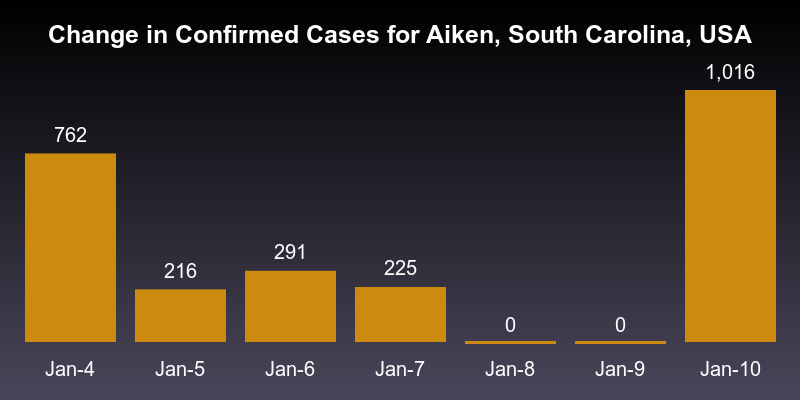 Change in Confirmed Cases for Aiken, South Carolina, USA
762
216
291
225
0
0
1,016
Jan-4
Jan-5
Jan-6
Jan-7
Jan-8
Jan-9
Jan-10